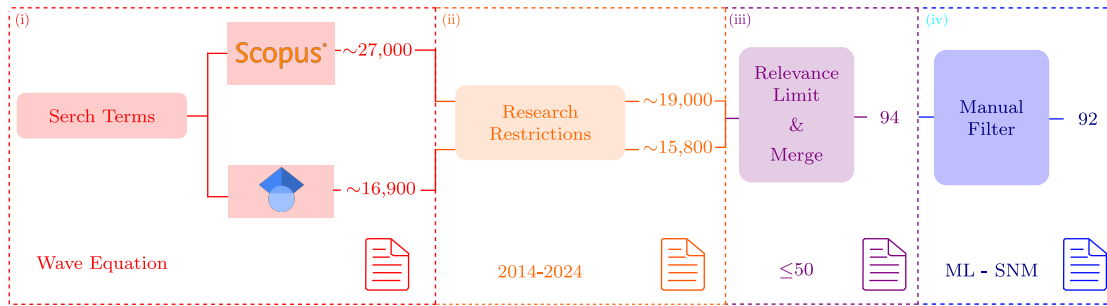 (i)
Serch Terms
Scopus
~27,000
~16,900
Wave Equation
(ii)
Research
Restrictions
~19,000
~15,800
2014-2024
(iii)
Relevance
Limit
&
Merge
94
≤50
(iv)
Manual
Filter
92
ML - SNM